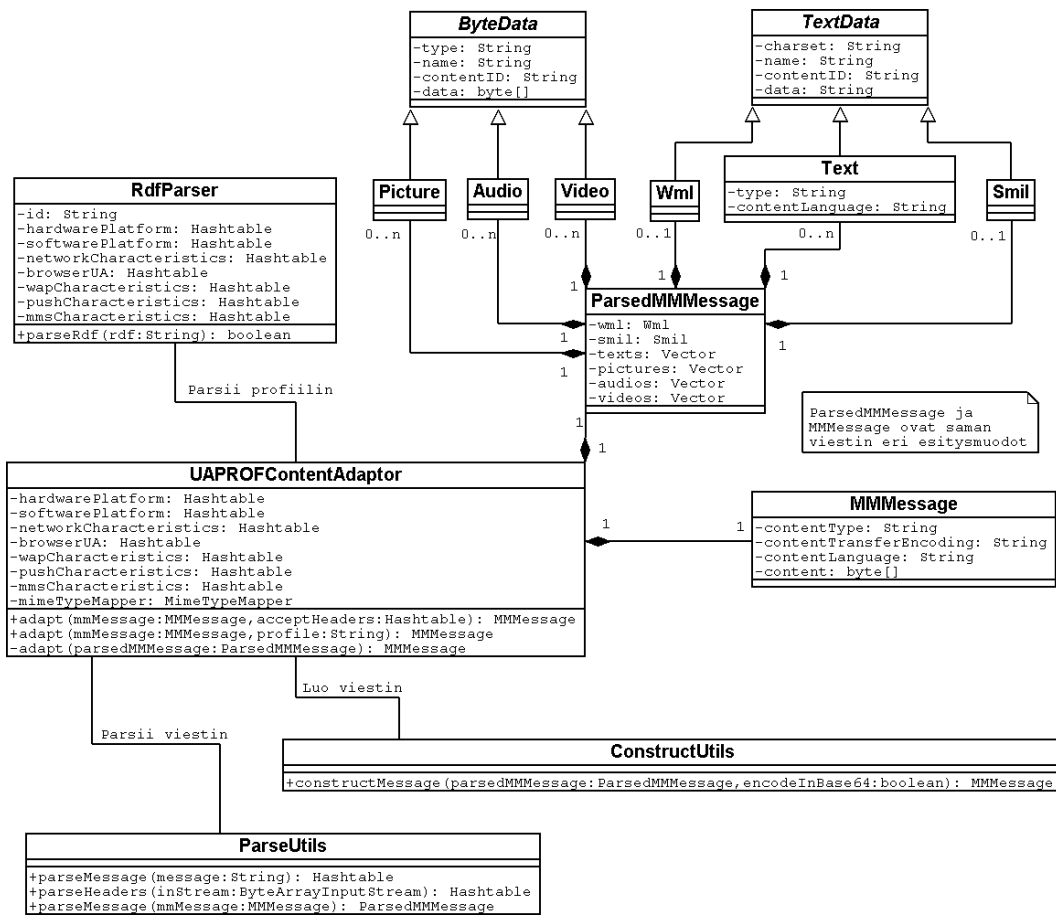 ByteData
-type: String
-name: String
-contentID: String
-data: byte[]
TextData
-charset: String
-name: String
-contentID: String
-data: String
RdfParser
-id: String
-hardwarePlatform: Hashtable
-softwarePlatform: Hashtable
-networkCharacteristics: Hashtable
-browserUA: Hashtable
-wapCharacteristics: Hashtable
-pushCharacteristics: Hashtable
-mmsCharacteristics: Hashtable
+parseRdf(rdf:String): boolean
Picture
Audio
Video
Wml
Text
-type: String
-contentLanguage: String
Smil
0..n
0..n
0..n
0..1
0..n
0..1
1
1
1
1
1
1
ParsedMMMessage
-wml: Wml
-smil: Smil
-texts: Vector
-pictures: Vector
-audios: Vector
-videos: Vector
Parsii profiilin
ParsedMMMessage ja
MMMessage ovat saman
viestin eri esitysmuodot
1
1
UAPROFContentAdaptor
-hardwarePlatform: Hashtable
-softwarePlatform: Hashtable
-networkCharacteristics: Hashtable
-browserUA: Hashtable
-wapCharacteristics: Hashtable
-pushCharacteristics: Hashtable
-mmsCharacteristics: Hashtable
-mimeTypeMapper: MimeTypeMapper
+adapt(mmMessage:MMMessage,acceptHeaders:Hashtable): MMMessage
+adapt(mmMessage:MMMessage,profile:String): MMMessage
-adapt(parsedMMMessage:ParsedMMMessage): MMMessage
1
1
MMMessage
-contentType: String
-contentTransferEncoding: String
-contentLanguage: String
-content: byte[]
Luo viestin
Parsii viestin
ConstructUtils
+constructMessage(parsedMMMessage:ParsedMMMessage,encodeInBase64:boolean): MMMessage
ParseUtils
+parseMessage(message:String): Hashtable
+parseHeaders(inStream:ByteArrayInputStream): Hashtable
+parseMessage(mmMessage:MMMessage): ParsedMMMessage